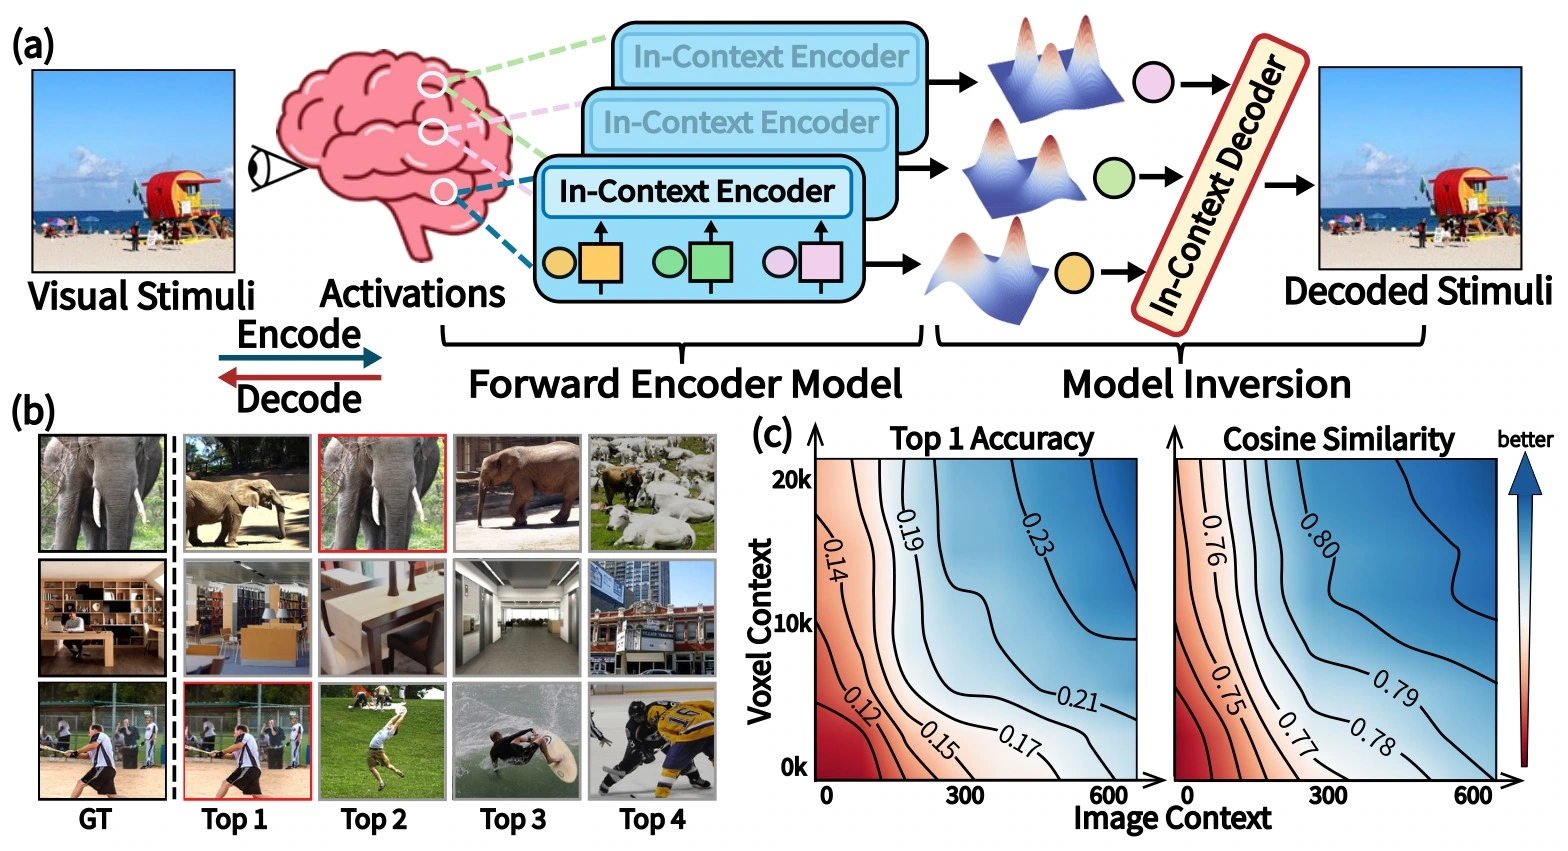 (a)
In-Context Encoder
In-Context Encoder
In-Context Encoder
In-Context Decoder
Visual Stimuli
Activations
Decoded Stimuli
Encode
Decode
Forward Encoder Model
Model Inversion
(b)
GT
Top 1
Top 2
Top 3
Top 4
(c)
Top 1 Accuracy
Cosine Similarity
better
Voxel Context
20k
10k
0k
0.14
0.19
0.23
0.12
0.15
0.17
0.21
0.76
0.80
0.75
0.77
0.78
0.79
0
300
600
0
300
600
Image Context